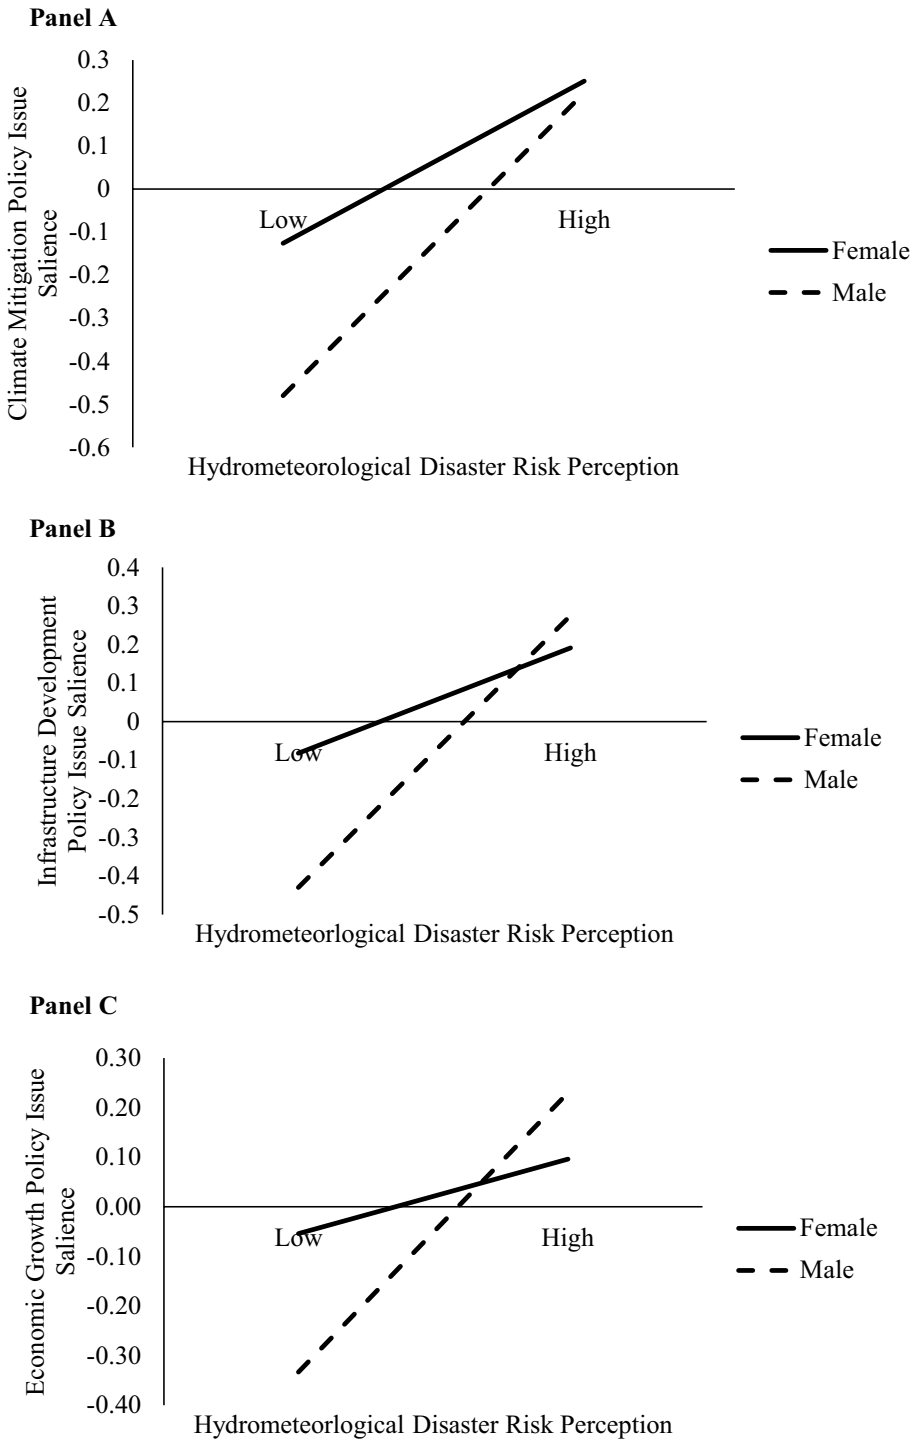 Panel A
Climate Mitigation Policy Issue
Salience
0.3
0.2
0.1
0
-0.1
-0.2
-0.3
-0.4
-0.5
-0.6
Low
High
Female
Male
Hydrometeorological Disaster Risk Perception
Panel B
Infrastructure Development
Policy Issue Salience
0.4
0.3
0.2
0.1
0
-0.1
-0.2
-0.3
-0.4
-0.5
Low
High
Female
Male
Hydrometeorlogical Disaster Risk Perception
Panel C
Economic Growth Policy Issue
Salience
0.30
0.20
0.10
0.00
-0.10
-0.20
-0.30
-0.40
Low
High
Female
Male
Hydrometeorlogical Disaster Risk Perception